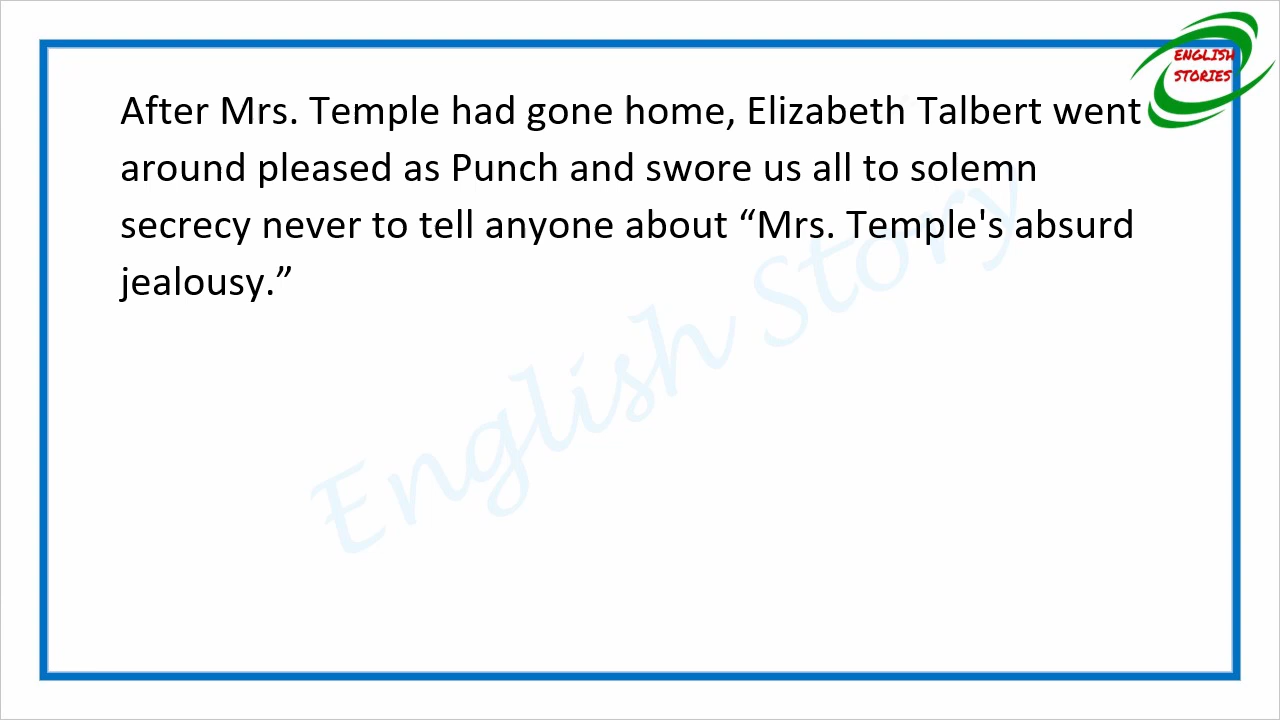 ENGLISH
STORIES
After Mrs. Temple had gone home, Elizabeth Talbert went
around pleased as Punch and swore us all to solemn
secrecy never to tell anyone about “Mrs. Temple's absurd
jealousy.”
English Story